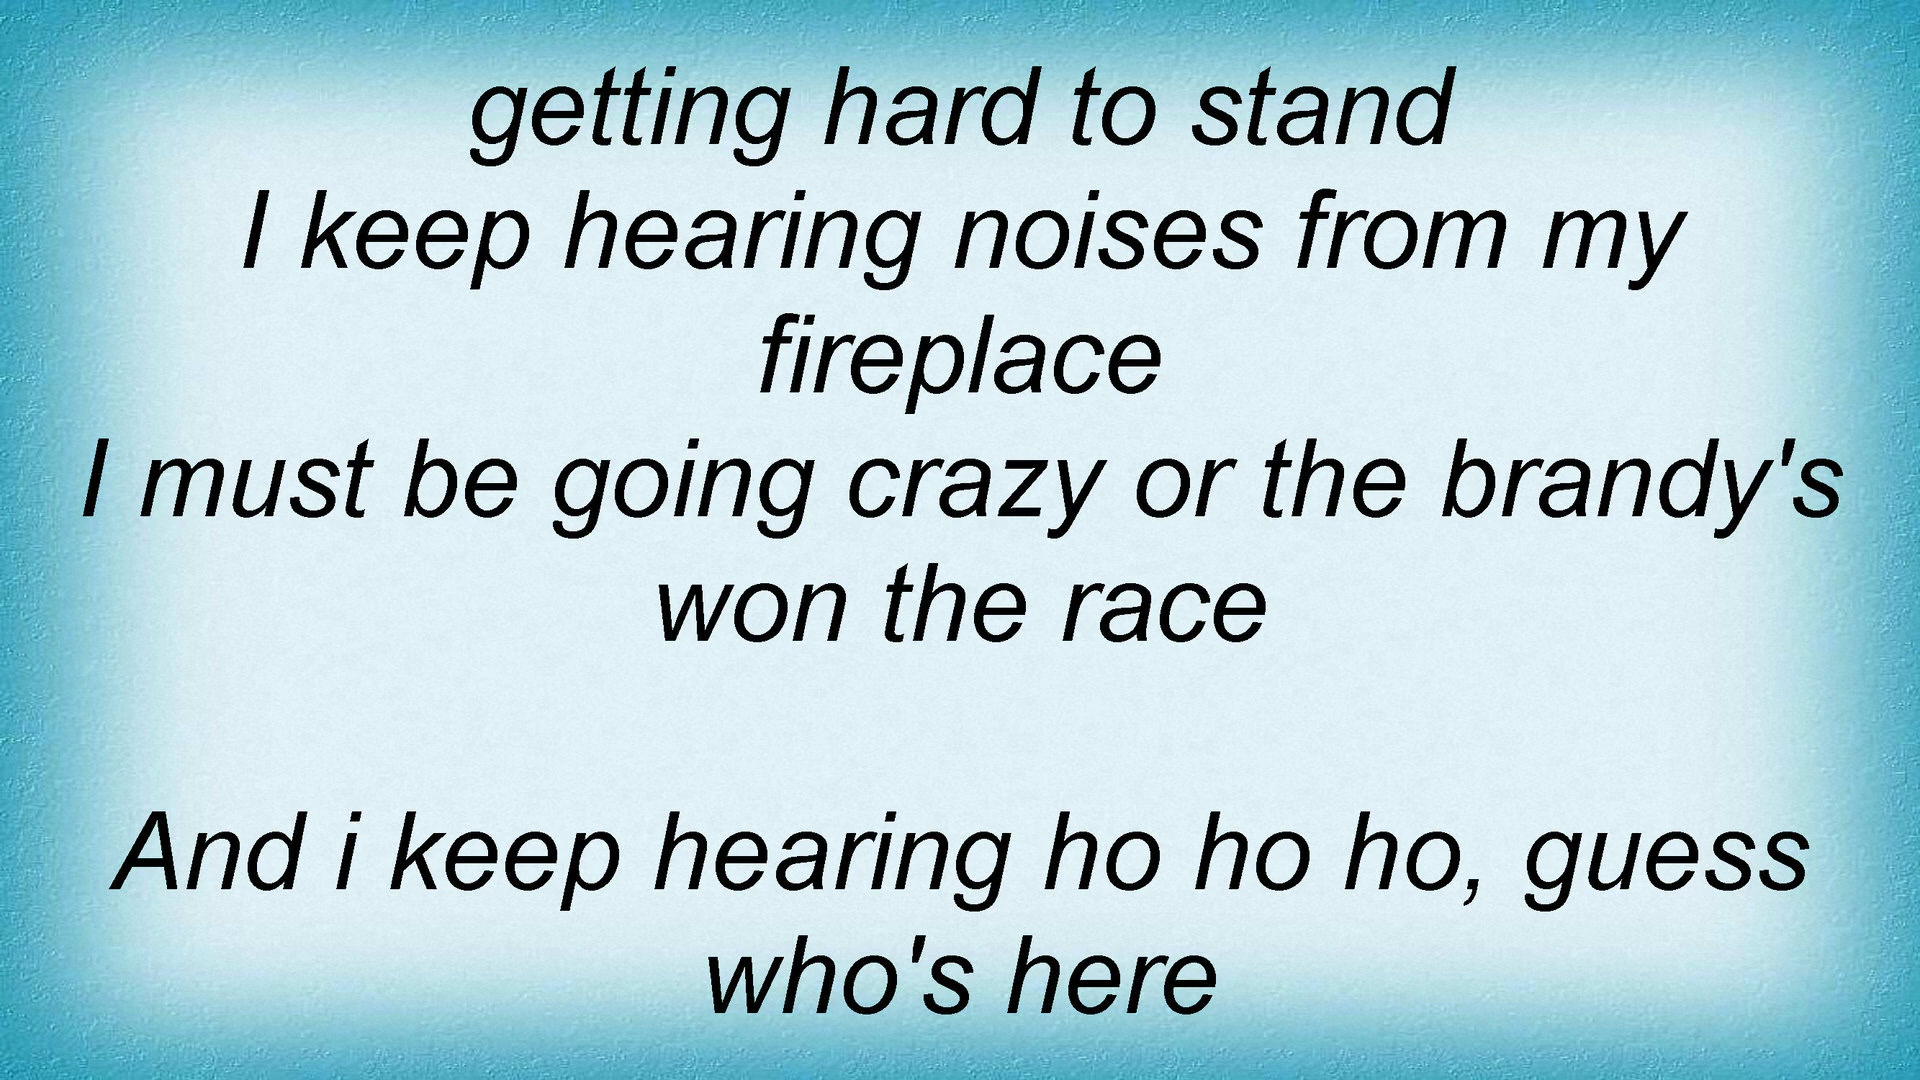 getting hard to stand
I keep hearing noises from my
fireplace
I must be going crazy or the brandy's
won the race
And i keep hearing ho ho ho, guess
who's here